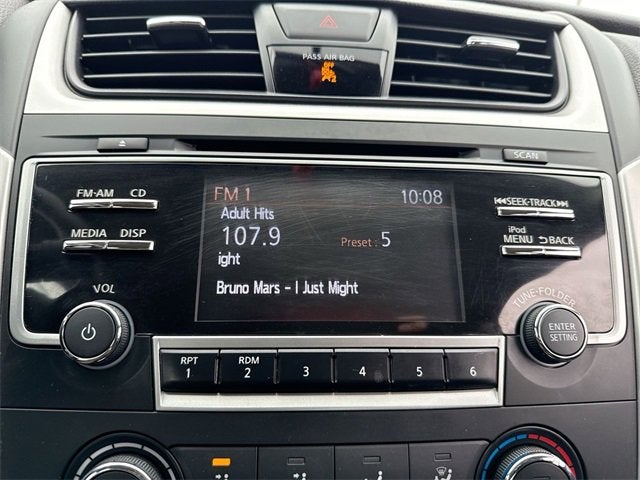 PASS AIR BAG
OFF
SCAN
FM·AM CD
FM 1 10:08
SEEK·TRACK
Adult Hits
107.9 Preset : 5
iPod
MEDIA DISP
MENU BACK
ight
VOL
Bruno Mars - I Just Might
TUNE·FOLDER
ENTER
SETTING
RPT RDM
1 2 3 4 5 6